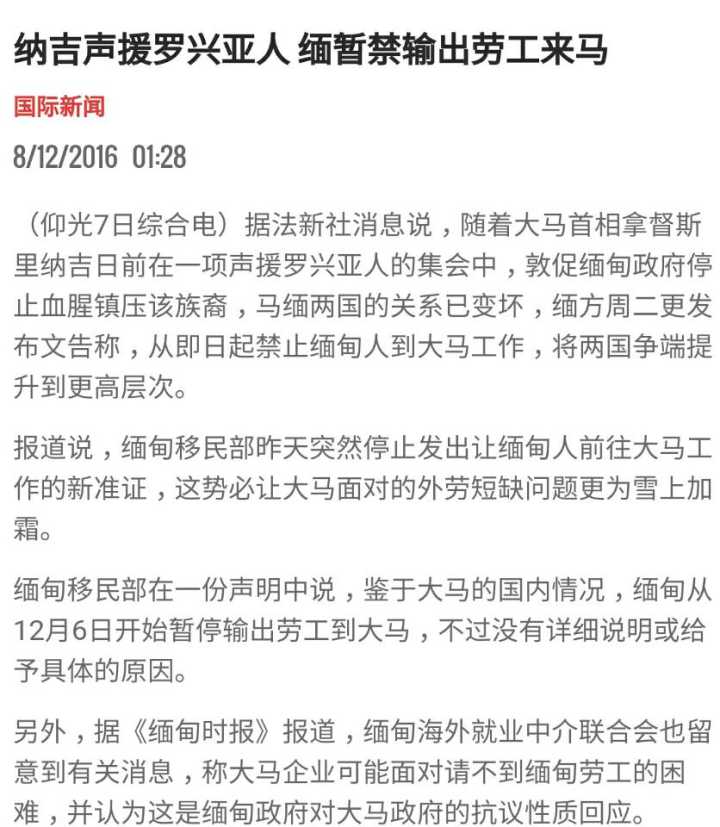 纳吉声援罗兴亚人 缅暂禁输出劳工来马
国际新闻
8/12/2016 01:28
（仰光7日综合电）据法新社消息说，随着大马首相拿督斯
里纳吉日前在一项声援罗兴亚人的集会中，敦促缅甸政府停
止血腥镇压该族裔，马缅两国的关系已变坏，缅方周二更发
布文告称，从即日起禁止缅甸人到大马工作，将两国争端提
升到更高层次。
报道说，缅甸移民部昨天突然停止发出让缅甸人前往大马工
作的新准证，这势必让大马面对的外劳短缺问题更为雪上加
霜。
缅甸移民部在一份声明中说，鉴于大马的国内情况，缅甸从
12月6日开始暂停输出劳工到大马，不过没有详细说明或给
予具体的原因。
另外，据《缅甸时报》报道，缅甸海外就业中介联合会也留
意到有关消息，称大马企业可能面对请不到缅甸劳工的困
难，并认为这是缅甸政府对大马政府的抗议性质回应。